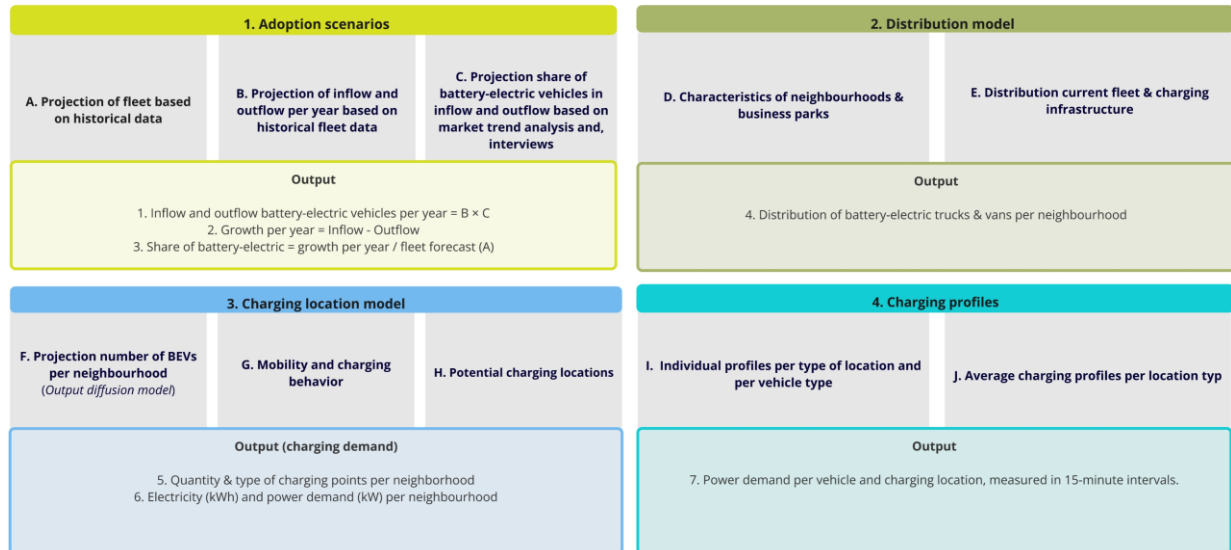 1. Adoption scenarios
A. Projection of fleet based
on historical data
B. Projection of inflow and
outflow per year based on
historical fleet data
C. Projection share of
battery-electric vehicles in
inflow and outflow based on
market trend analysis and,
interviews
Output
1. Inflow and outflow battery-electric vehicles per year = B × C
2. Growth per year = Inflow - Outflow
3. Share of battery-electric = growth per year / fleet forecast (A)
2. Distribution model
D. Characteristics of neighbourhoods &
business parks
E. Distribution current fleet & charging
infrastructure
Output
4. Distribution of battery-electric trucks & vans per neighbourhood
3. Charging location model
F. Projection number of BEVs
per neighbourhood
(Output diffusion model)
G. Mobility and charging
behavior
H. Potential charging locations
Output (charging demand)
5. Quantity & type of charging points per neighborhood
6. Electricity (kWh) and power demand (kW) per neighbourhood
4. Charging profiles
I. Individual profiles per type of location and
per vehicle type
J. Average charging profiles per location typ
Output
7. Power demand per vehicle and charging location, measured in 15-minute intervals.